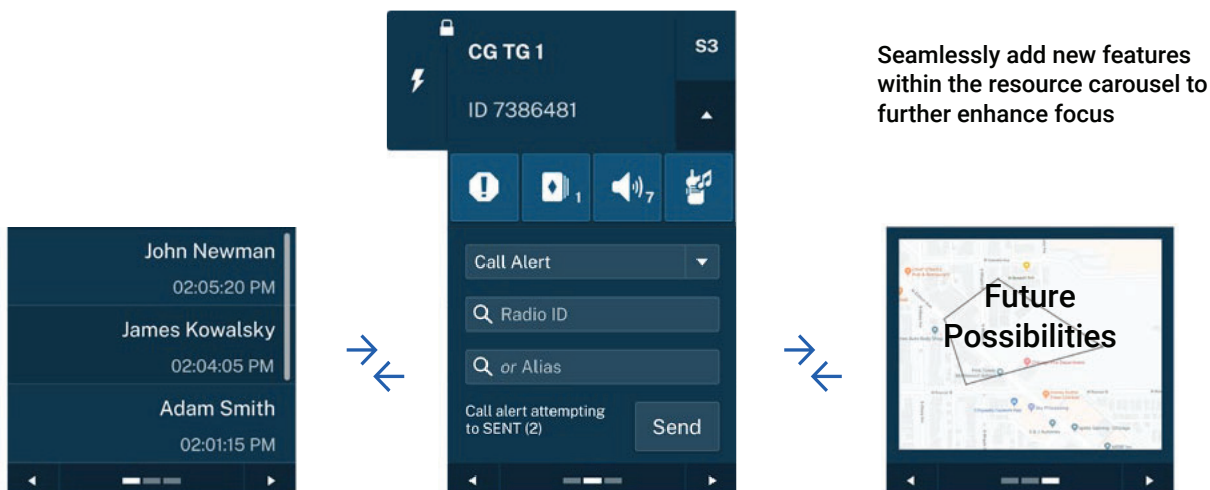 CG TG 1
S3
ID 7386481
1
7
Call Alert
Radio ID
or Alias
Call alert attempting
to SENT (2)
Send
John Newman
02:05:20 PM
James Kowalsky
02:04:05 PM
Adam Smith
02:01:15 PM
Seamlessly add new features
within the resource carousel to
further enhance focus
Future
Possibilities